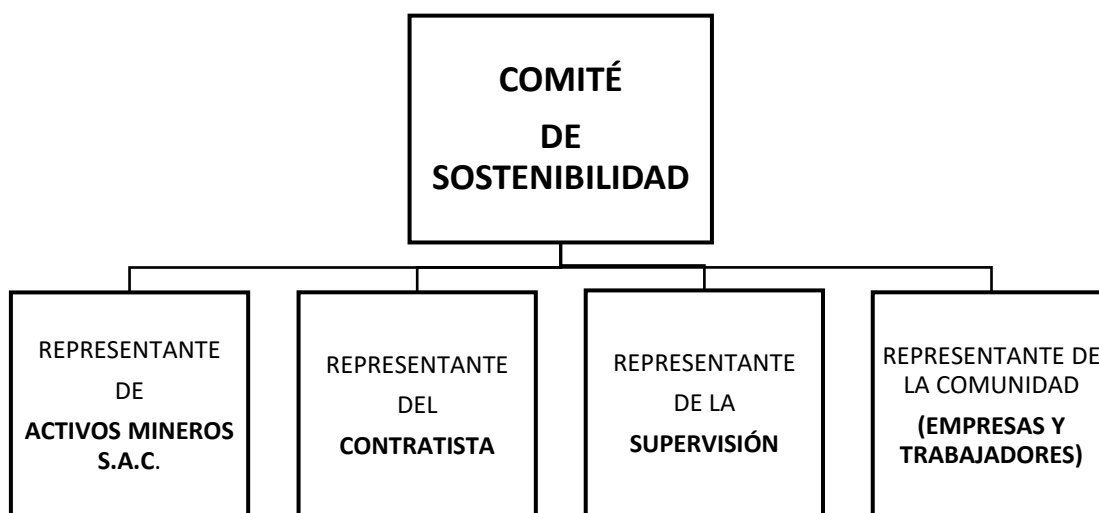 COMITÉ
DE
SOSTENIBILIDAD
REPRESENTANTE
DE
ACTIVOS MINEROS
S.A.C.
REPRESENTANTE
DEL
CONTRATISTA
REPRESENTANTE
DE LA
SUPERVISIÓN
REPRESENTANTE DE
LA COMUNIDAD
(EMPRESAS Y
TRABAJADORES)